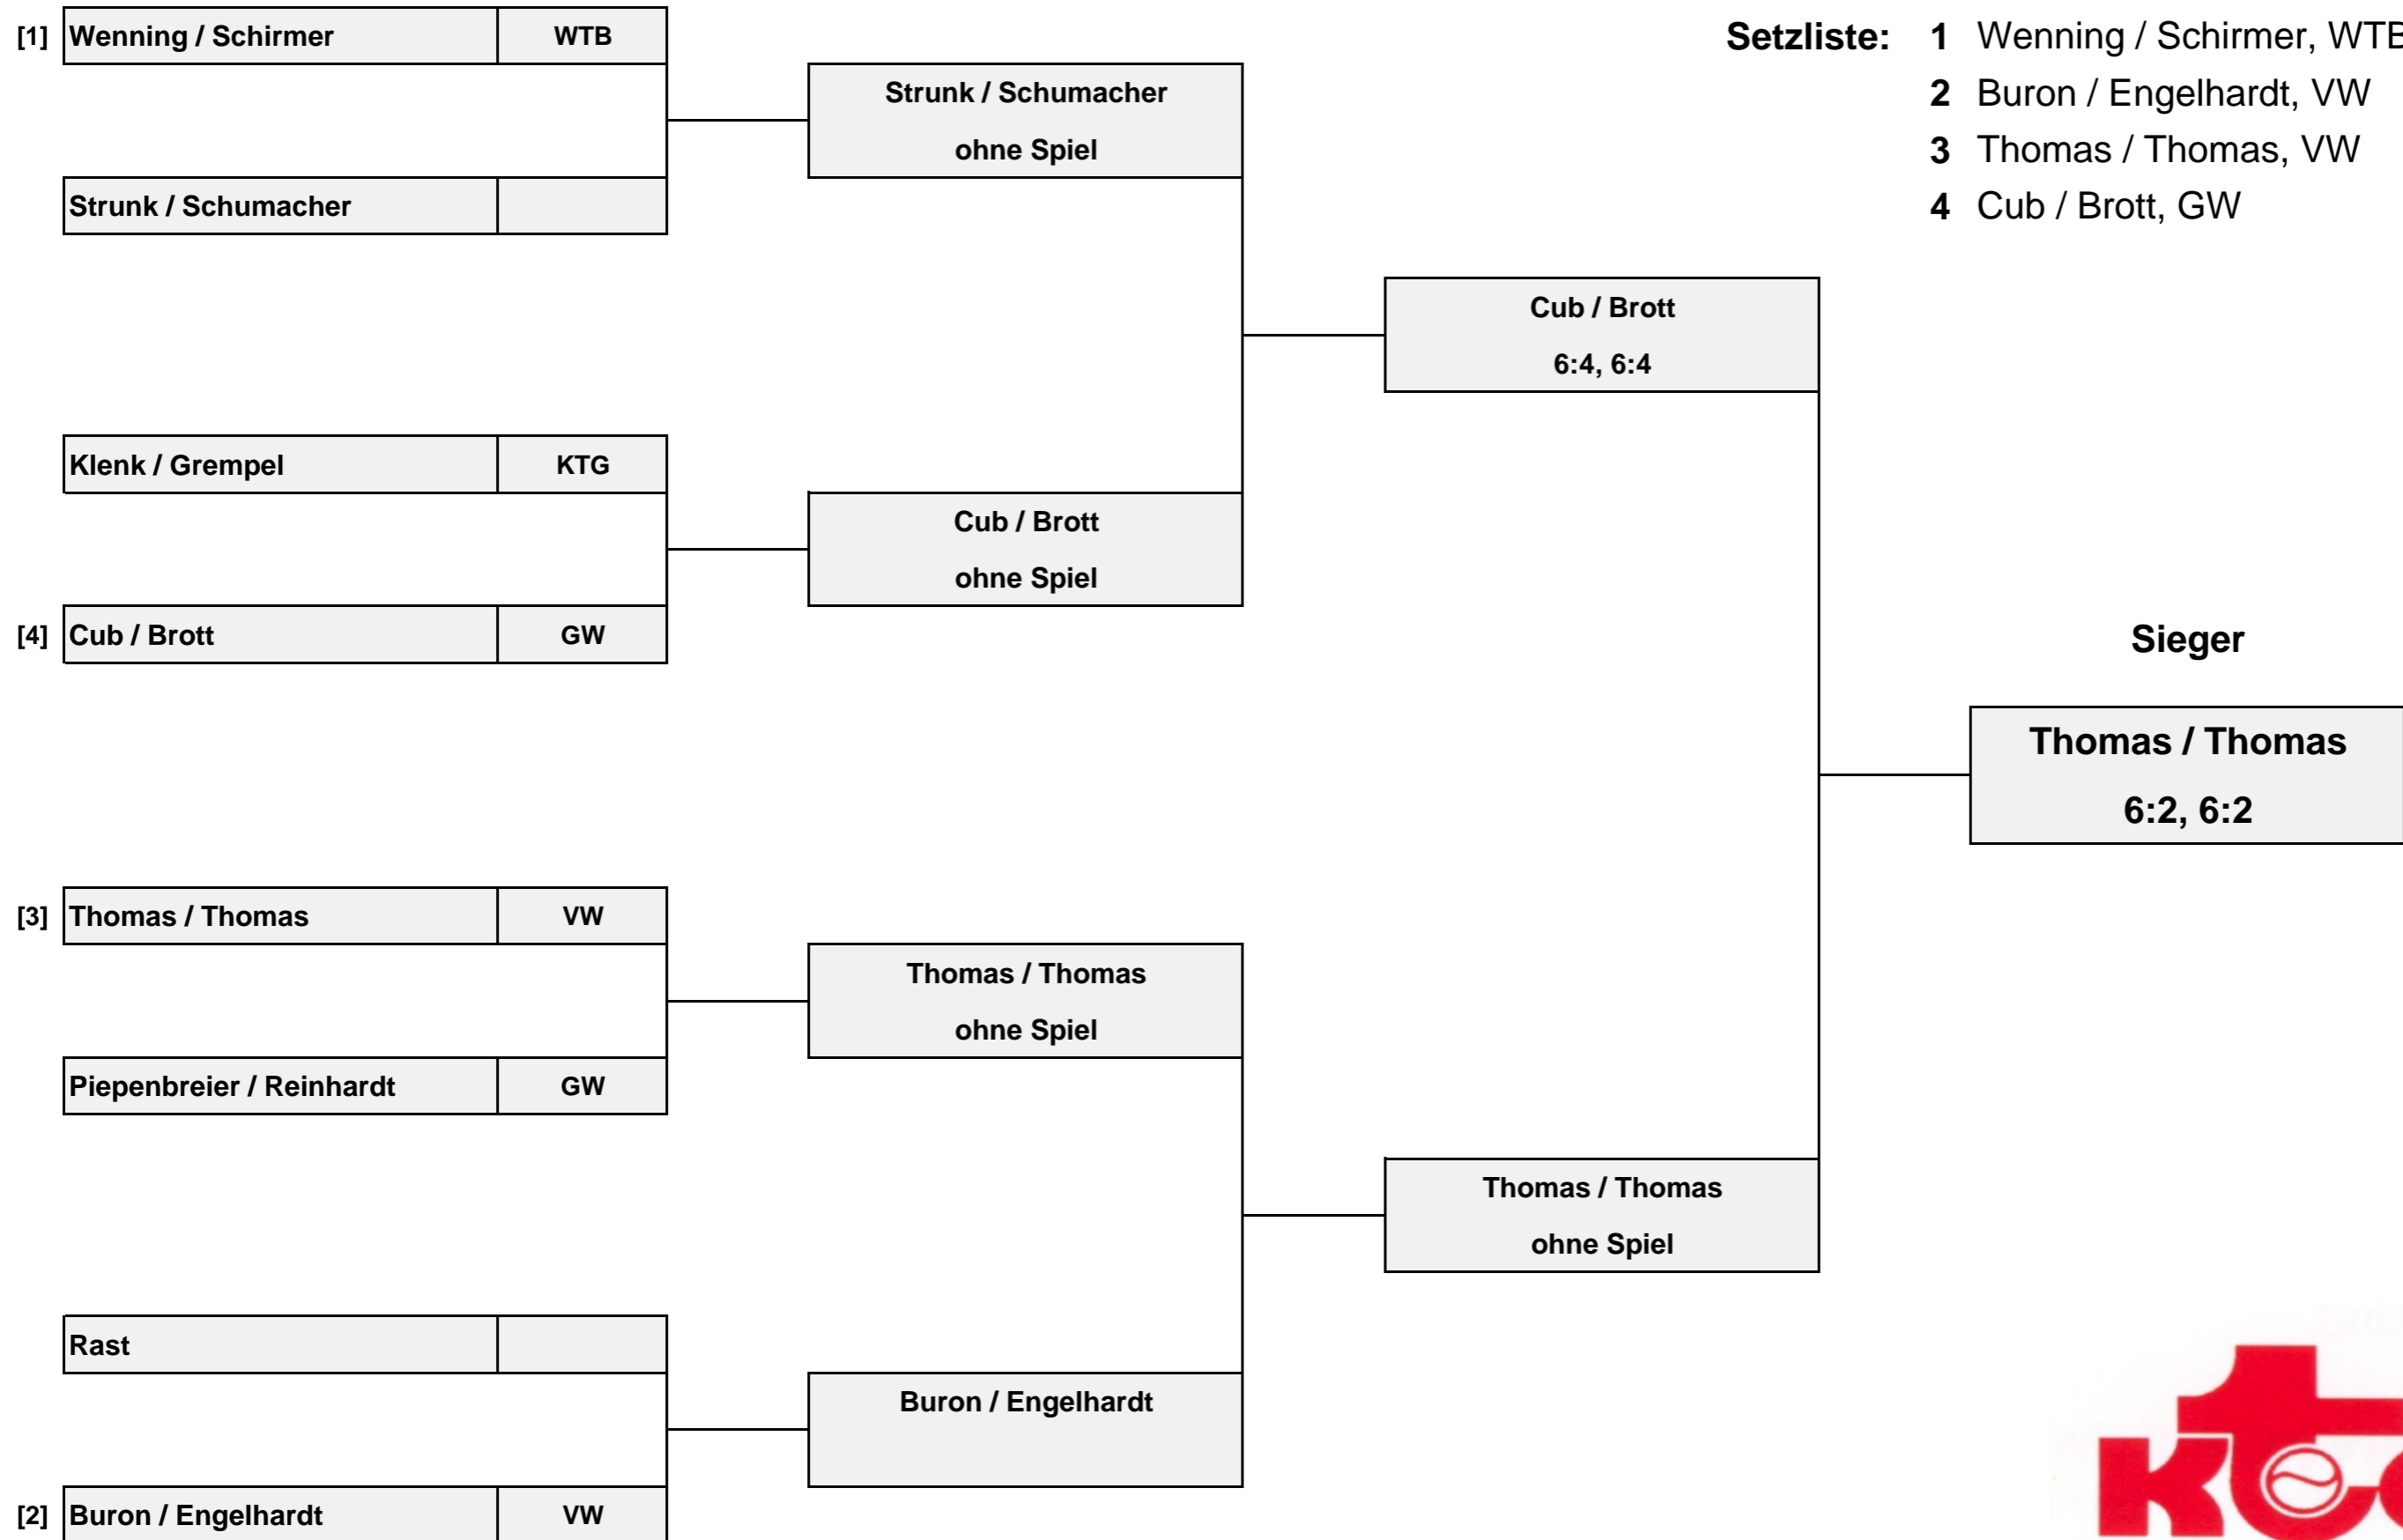 Setzliste: 1 Wenning / Schirmer, WTB
2 Buron / Engelhardt, VW
3 Thomas / Thomas, VW
4 Cub / Brott, GW
[1] Wenning / Schirmer WTB
Strunk / Schumacher
ohne Spiel
Strunk / Schumacher
Cub / Brott
6:4, 6:4
Klenk / Grempel KTG
Cub / Brott
ohne Spiel
[4] Cub / Brott GW
Sieger
Thomas / Thomas
6:2, 6:2
[3] Thomas / Thomas VW
Thomas / Thomas
ohne Spiel
Piepenbreier / Reinhardt GW
Thomas / Thomas
ohne Spiel
Rast
Buron / Engelhardt
[2] Buron / Engelhardt VW